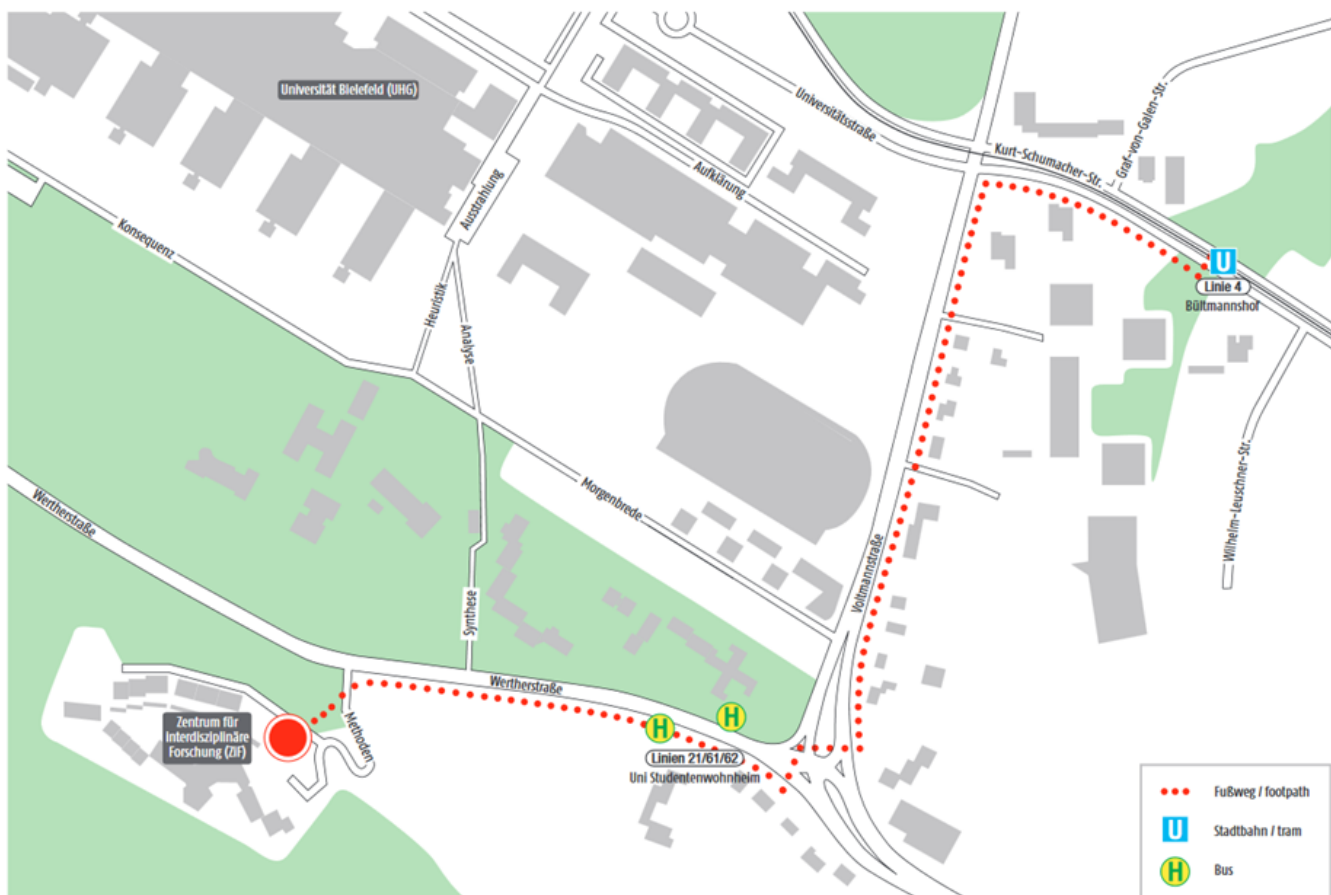 Universität Bielefeld (UHG)
Universitätsstraße
Graf-von-Galen-Str.
Kurt-Schumacher-Str.
Aufklärung
Ausstrahlung
Konsequenz
Heuristik
Analyse
U
Linie 4
Bültmannshof
Wilhelm-Leuschner-Str.
Morgenbrede
Wertherstraße
Voltmannstraße
Synthese
Wertherstraße
Methoden
Zentrum für
Interdisziplinäre
Forschung (ZIF)
H
H
Linien 21/61/62
Uni Studentenwohnheim
Fußweg / footpath
U
Stadtbahn / tram
H
Bus